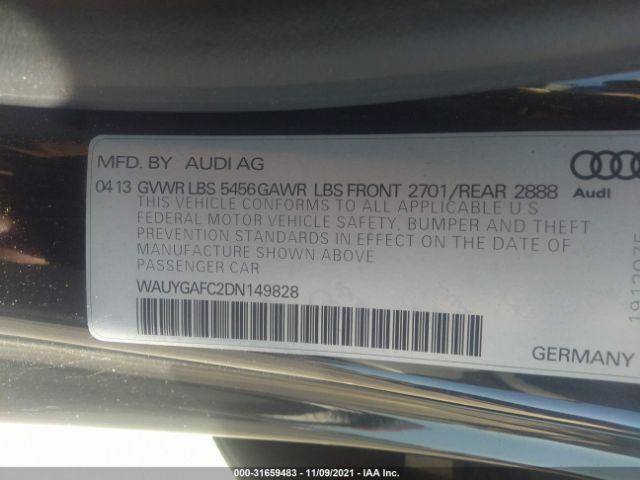 MFD. BY AUDI AG
Audi
04 13 GVWR LBS 5456 GAWR LBS FRONT 2701/REAR 2888
THIS VEHICLE CONFORMS TO ALL APPLICABLE U S
FEDERAL MOTOR VEHICLE SAFETY, BUMPER AND THEFT
PREVENTION STANDARDS IN EFFECT ON THE DATE OF
MANUFACTURE SHOWN ABOVE
PASSENGER CAR
WAUYGAFC2DN149828
GERMANY
000-31659483 - 11/09/2021 - IAA Inc.